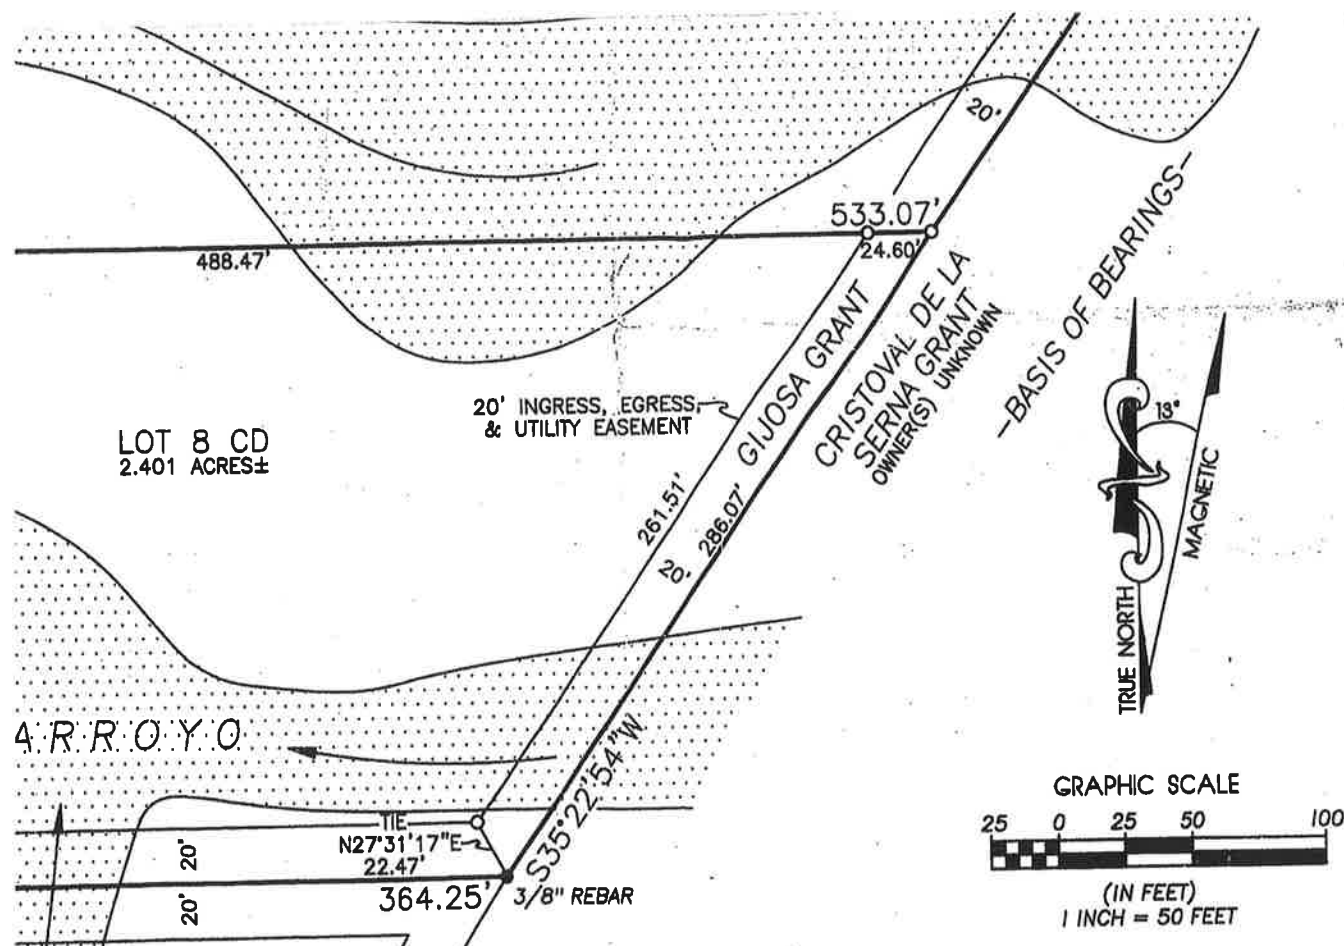 20'
533.07'
488.47'
24.60'
-BASIS OF BEARINGS-
GIJOSA GRANT
CRISTOVAL DE LA
SERNA GRANT
OWNER(S) UNKNOWN
20' INGRESS, EGRESS,
& UTILITY EASEMENT
LOT 8 CD
2.401 ACRES±
13°
MAGNETIC
TRUE NORTH
261.51'
286.07'
20'
ARROYO
S35°22'54"W
TIE
N27°31'17"E
22.47'
20'
20'
364.25'
3/8" REBAR
GRAPHIC SCALE
25 0 25 50 100
(IN FEET)
1 INCH = 50 FEET